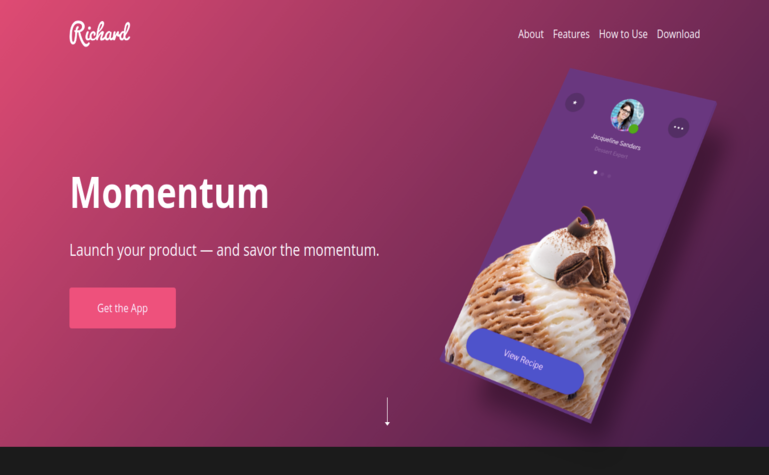 Richard
About Features How to Use Download
Jacqueline Sanders
Dessert Expert
Momentum
Launch your product — and savor the momentum.
Get the App
View Recipe